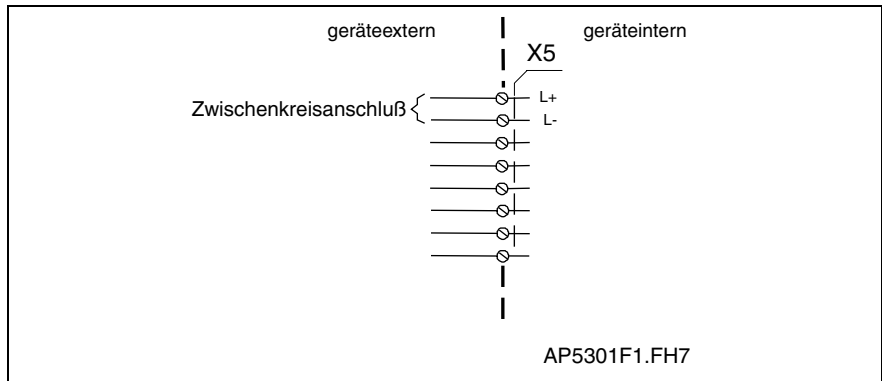 geräteextern
geräteintern
X5
L+
Zwischenkreisanschluß
L-
AP5301F1.FH7